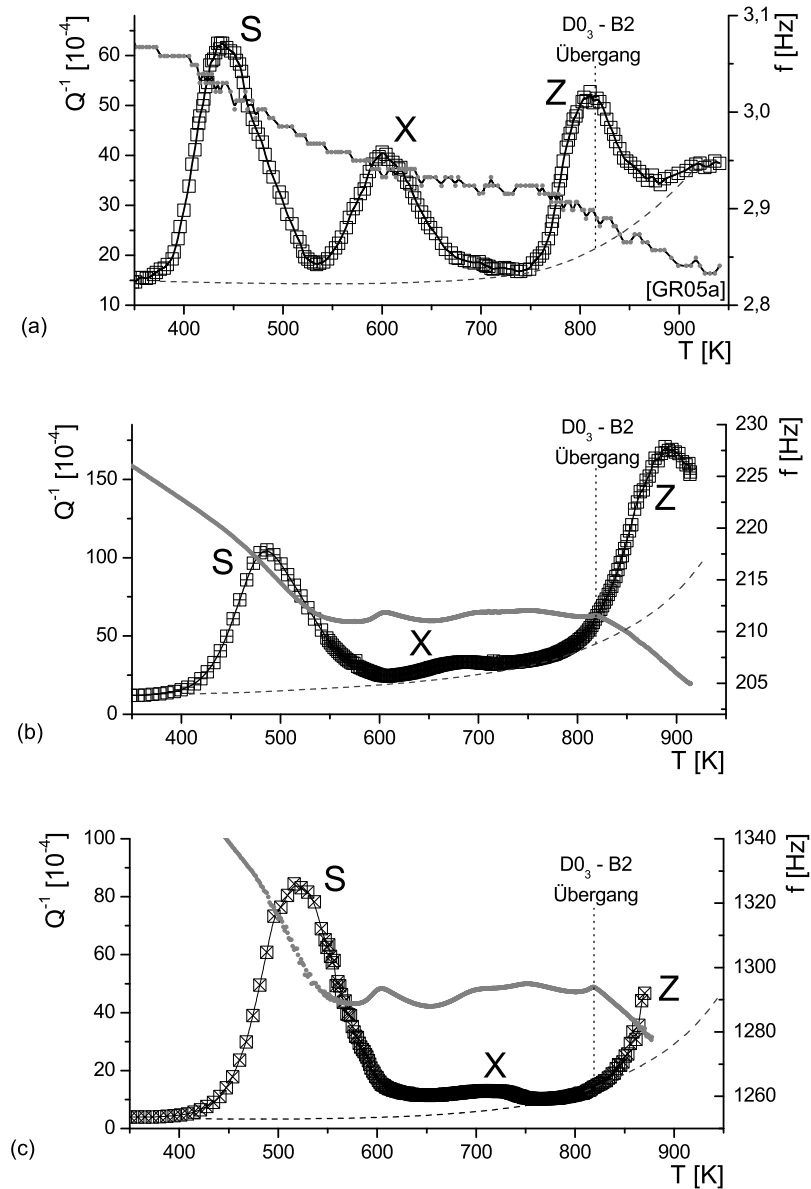 S
X
Z
D0₃ - B2
Übergang
Q⁻¹ [10⁻⁴]
60
50
40
30
20
10
f [Hz]
3,1
3,0
2,9
2,8
[GR05a]
400 500 600 700 800 900
T [K]
(a)
S
X
Z
D0₃ - B2
Übergang
Q⁻¹ [10⁻⁴]
150
100
50
0
f [Hz]
230
225
220
215
210
205
400 500 600 700 800 900
T [K]
(b)
S
X
Z
D0₃ - B2
Übergang
Q⁻¹ [10⁻⁴]
100
80
60
40
20
0
f [Hz]
1340
1320
1300
1280
1260
400 500 600 700 800 900
T [K]
(c)